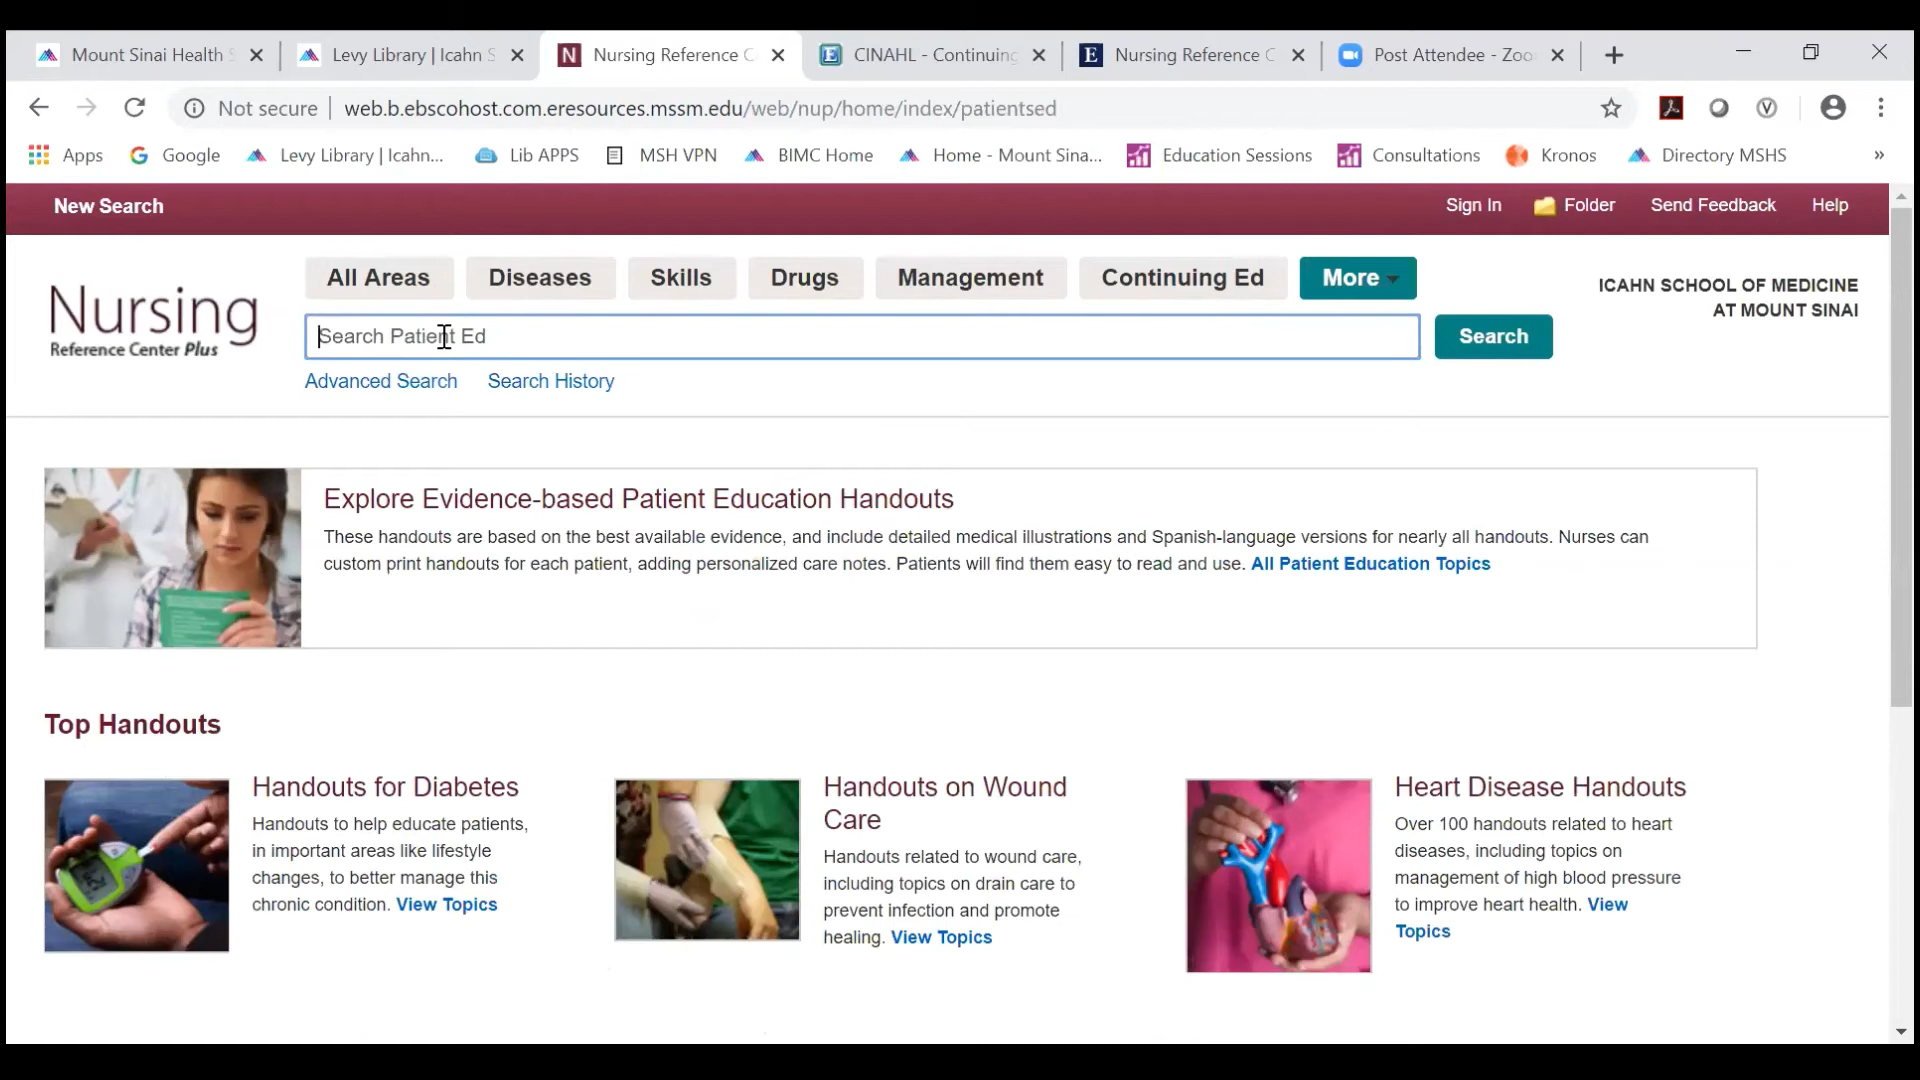 Mount Sinai Health
Levy Library | Icahn S
Nursing Reference C
CINAHL - Continuing
Nursing Reference C
Post Attendee - Zoo
Not secure
web.b.ebscohost.com.eresources.mssm.edu/web/nup/home/index/patientsed
Apps
Google
Levy Library | Icahn...
Lib APPS
MSH VPN
BIMC Home
Home - Mount Sina...
Education Sessions
Consultations
Kronos
Directory MSHS
»
New Search
Sign In
Folder
Send Feedback
Help
Nursing
Reference Center Plus
All Areas
Diseases
Skills
Drugs
Management
Continuing Ed
More
Search Patient Ed
Search
Advanced Search
Search History
ICAHN SCHOOL OF MEDICINE
AT MOUNT SINAI
Explore Evidence-based Patient Education Handouts
These handouts are based on the best available evidence, and include detailed medical illustrations and Spanish-language versions for nearly all handouts. Nurses can
custom print handouts for each patient, adding personalized care notes. Patients will find them easy to read and use. All Patient Education Topics
Top Handouts
Handouts for Diabetes
Handouts to help educate patients,
in important areas like lifestyle
changes, to better manage this
chronic condition. View Topics
Handouts on Wound
Care
Handouts related to wound care,
including topics on drain care to
prevent infection and promote
healing. View Topics
Heart Disease Handouts
Over 100 handouts related to heart
diseases, including topics on
management of high blood pressure
to improve heart health. View
Topics